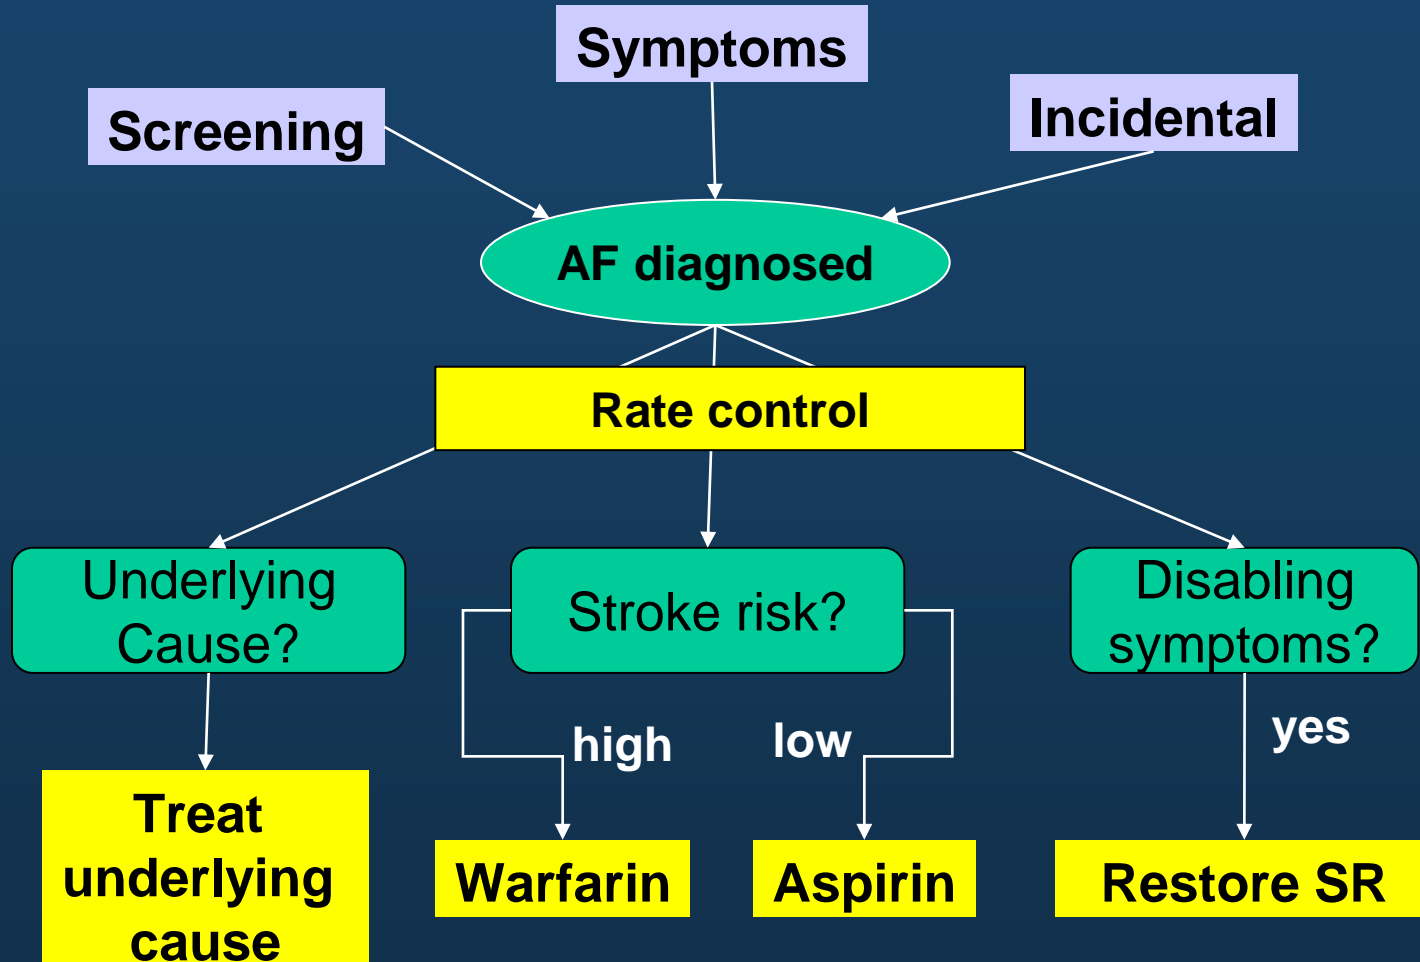 Symptoms
Screening
Incidental
AF diagnosed
Rate control
Underlying
Cause?
Stroke risk?
Disabling
symptoms?
high
low
yes
Treat
underlying
cause
Warfarin
Aspirin
Restore SR